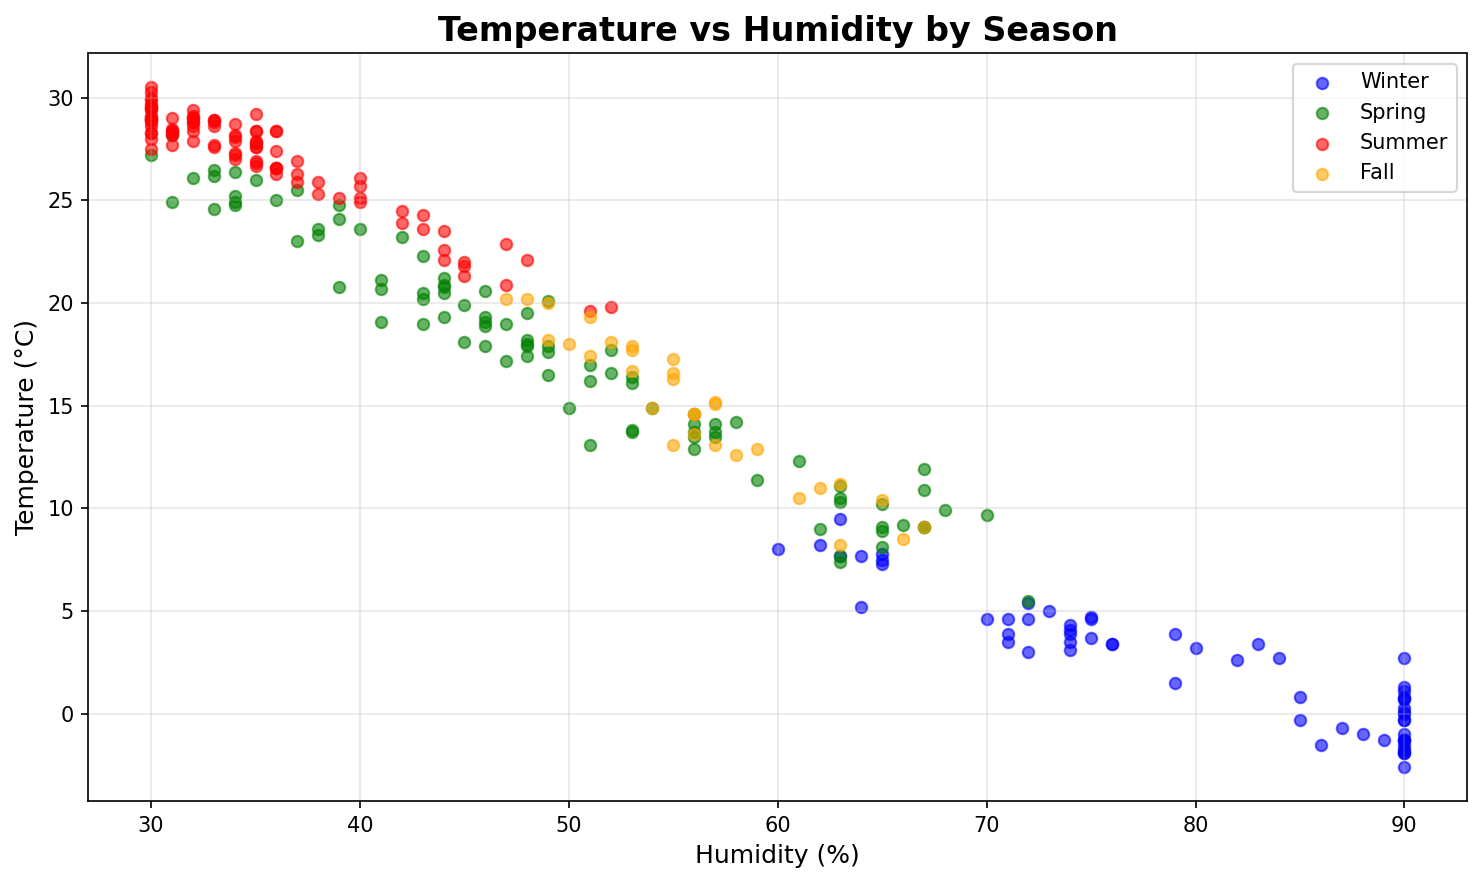 Temperature vs Humidity by Season
Winter
Spring
Summer
Fall
30
25
20
15
10
5
0
Temperature (°C)
30 40 50 60 70 80 90
Humidity (%)